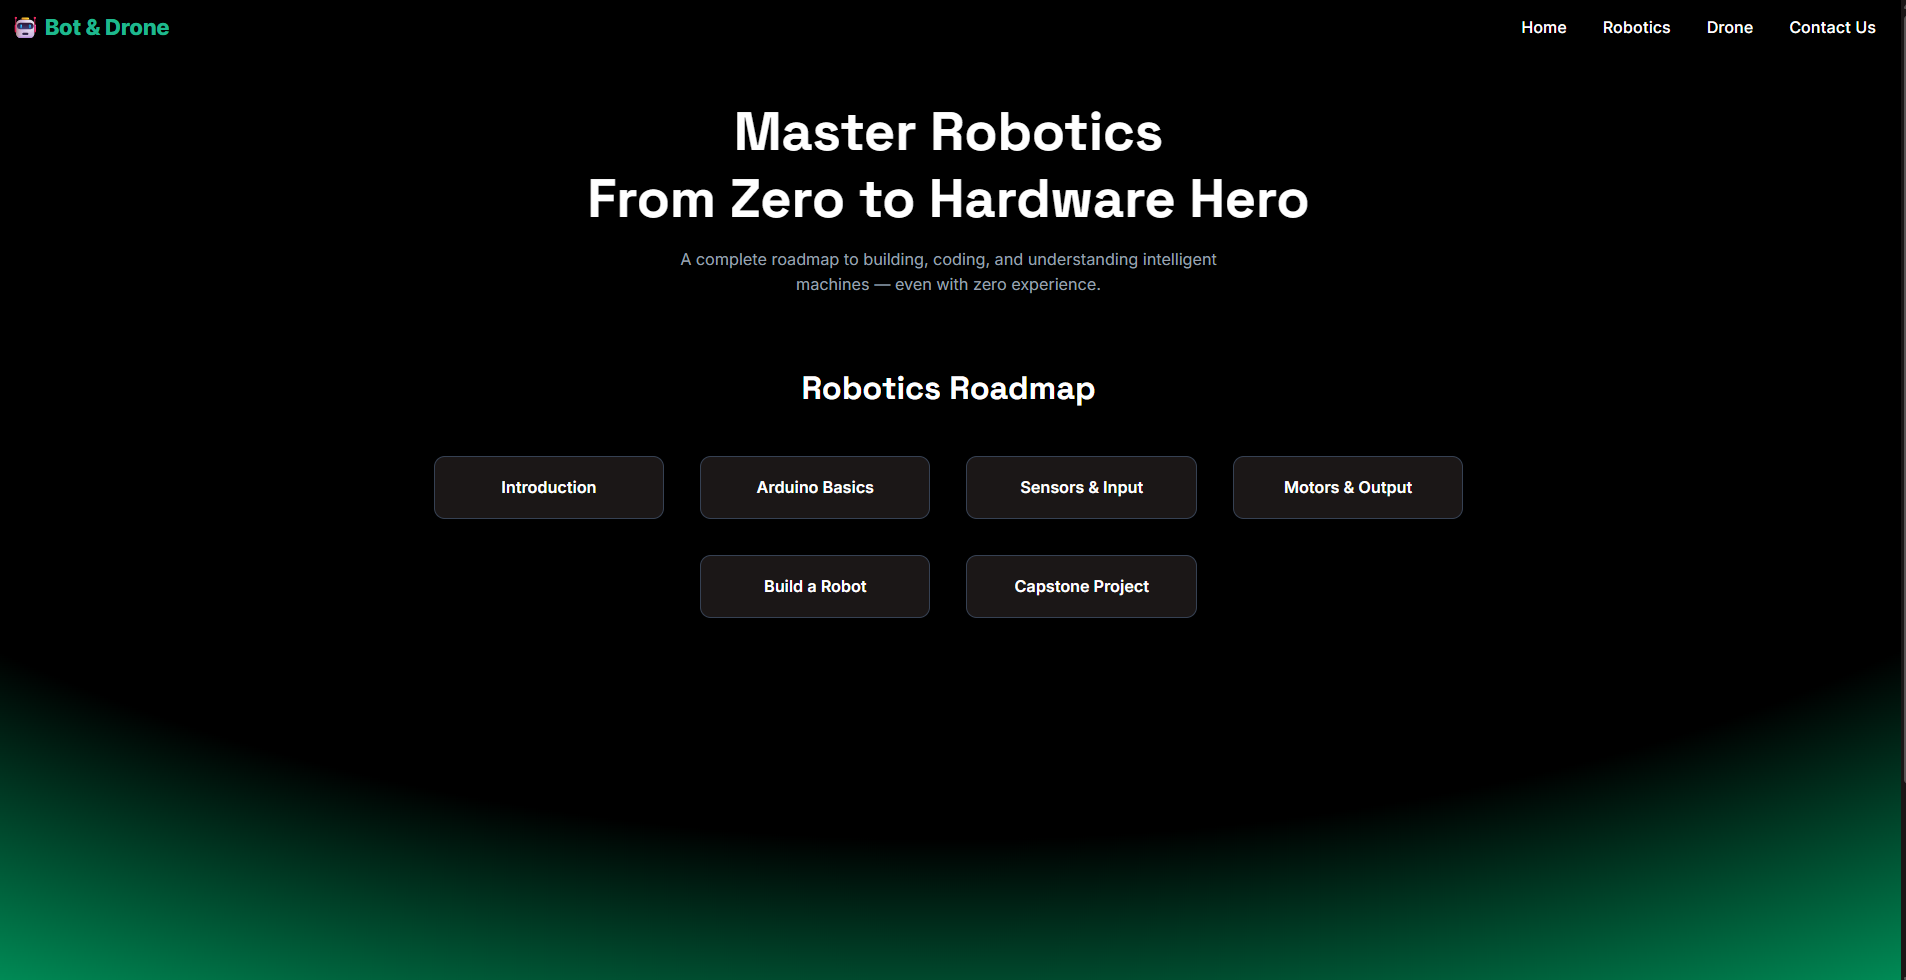 Bot & Drone
Home
Robotics
Drone
Contact Us
Master Robotics
From Zero to Hardware Hero
A complete roadmap to building, coding, and understanding intelligent
machines — even with zero experience.
Robotics Roadmap
Introduction
Arduino Basics
Sensors & Input
Motors & Output
Build a Robot
Capstone Project